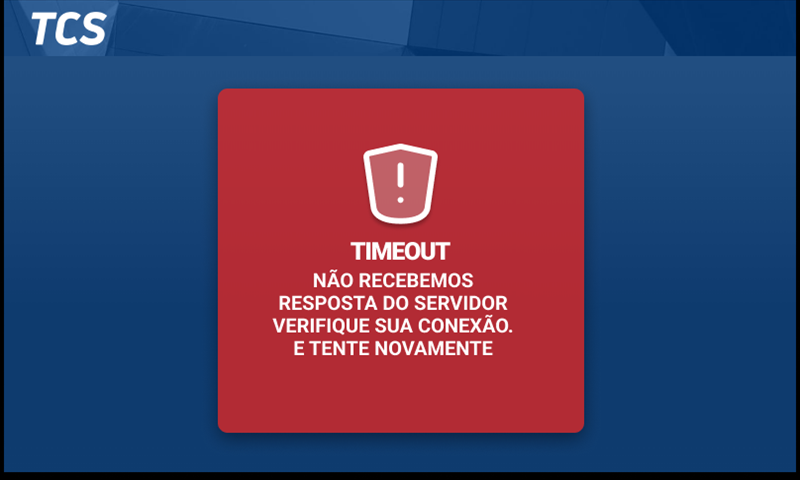 TCS
TIMEOUT
NÃO RECEBEMOS
RESPOSTA DO SERVIDOR
VERIFIQUE SUA CONEXÃO.
E TENTE NOVAMENTE